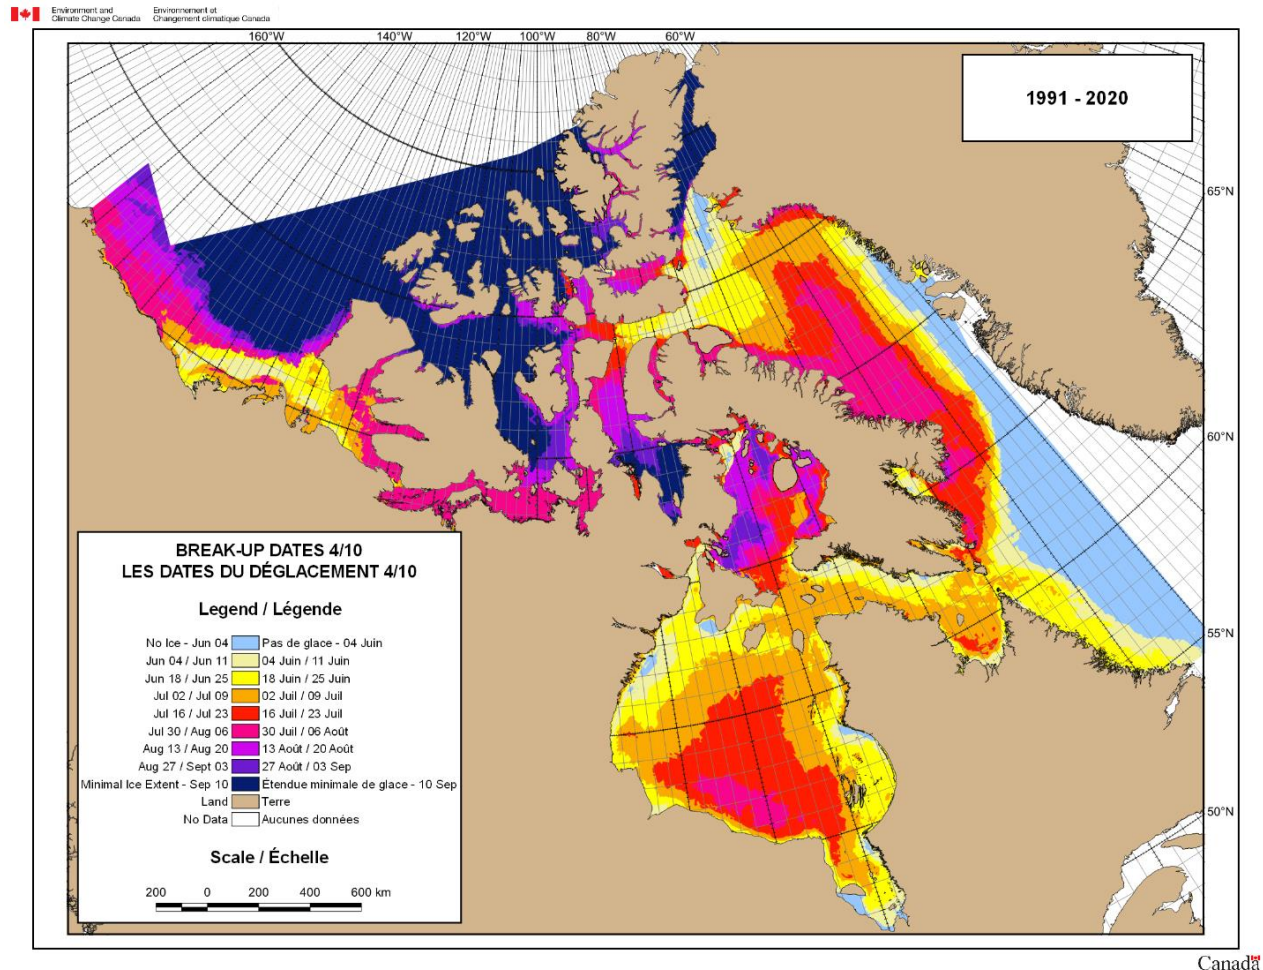 Environment and Climate Change Canada
Environnement et Changement climatique Canada
160°W 140°W 120°W 100°W 80°W 60°W
1991 - 2020
65°N
60°N
55°N
50°N
BREAK-UP DATES 4/10
LES DATES DU DÉGLACEMENT 4/10
Legend / Légende
No Ice - Jun 04 Pas de glace - 04 Juin
Jun 04 / Jun 11 04 Juin / 11 Juin
Jun 18 / Jun 25 18 Juin / 25 Juin
Jul 02 / Jul 09 02 Juil / 09 Juil
Jul 16 / Jul 23 16 Juil / 23 Juil
Jul 30 / Aug 06 30 Juil / 06 Août
Aug 13 / Aug 20 13 Août / 20 Août
Aug 27 / Sept 03 27 Août / 03 Sep
Minimal Ice Extent - Sep 10 Étendue minimale de glace - 10 Sep
Land Terre
No Data Aucunes données
Scale / Échelle
200 0 200 400 600 km
Canada